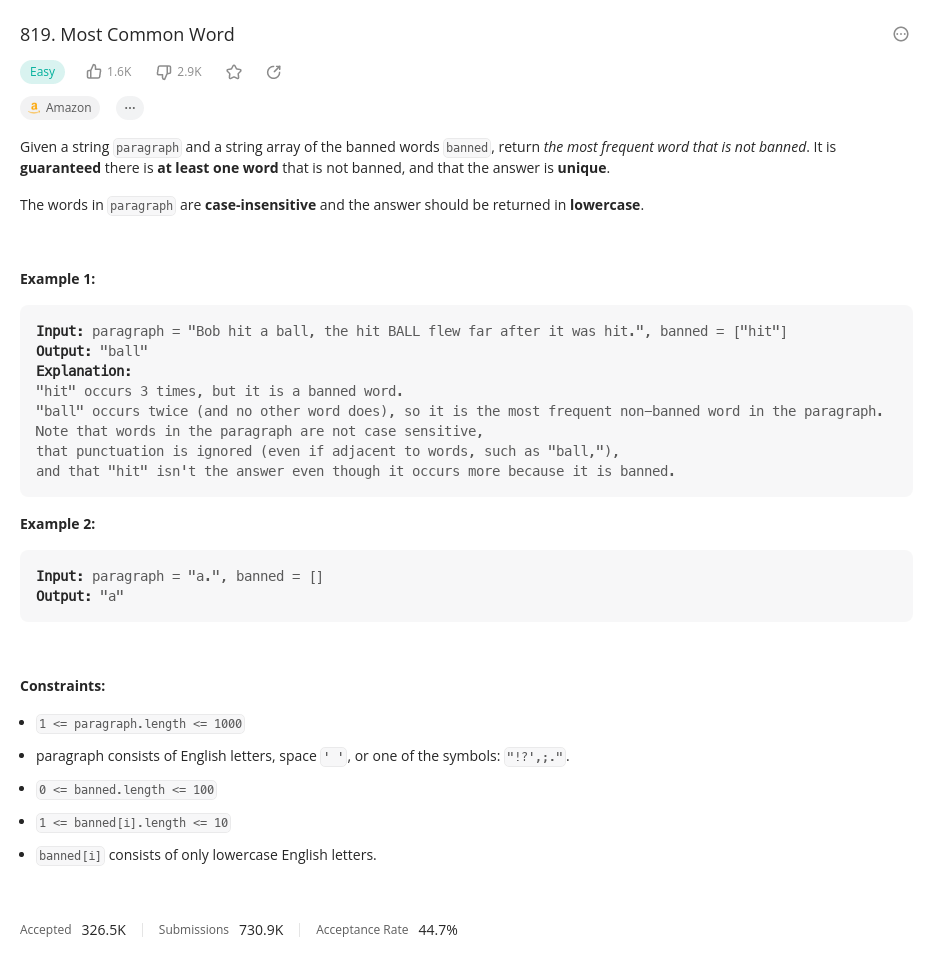 819. Most Common Word
Easy 1.6K 2.9K
a Amazon ...
Given a string paragraph and a string array of the banned words banned, return the most frequent word that is not banned. It is
guaranteed there is at least one word that is not banned, and that the answer is unique.
The words in paragraph are case-insensitive and the answer should be returned in lowercase.
Example 1:
Input: paragraph = "Bob hit a ball, the hit BALL flew far after it was hit.", banned = ["hit"]
Output: "ball"
Explanation:
"hit" occurs 3 times, but it is a banned word.
"ball" occurs twice (and no other word does), so it is the most frequent non-banned word in the paragraph.
Note that words in the paragraph are not case sensitive,
that punctuation is ignored (even if adjacent to words, such as "ball,"),
and that "hit" isn't the answer even though it occurs more because it is banned.
Example 2:
Input: paragraph = "a.", banned = []
Output: "a"
Constraints:
• 1 <= paragraph.length <= 1000
• paragraph consists of English letters, space ' ', or one of the symbols: "!?',;.".
• 0 <= banned.length <= 100
• 1 <= banned[i].length <= 10
• banned[i] consists of only lowercase English letters.
Accepted 326.5K Submissions 730.9K Acceptance Rate 44.7%